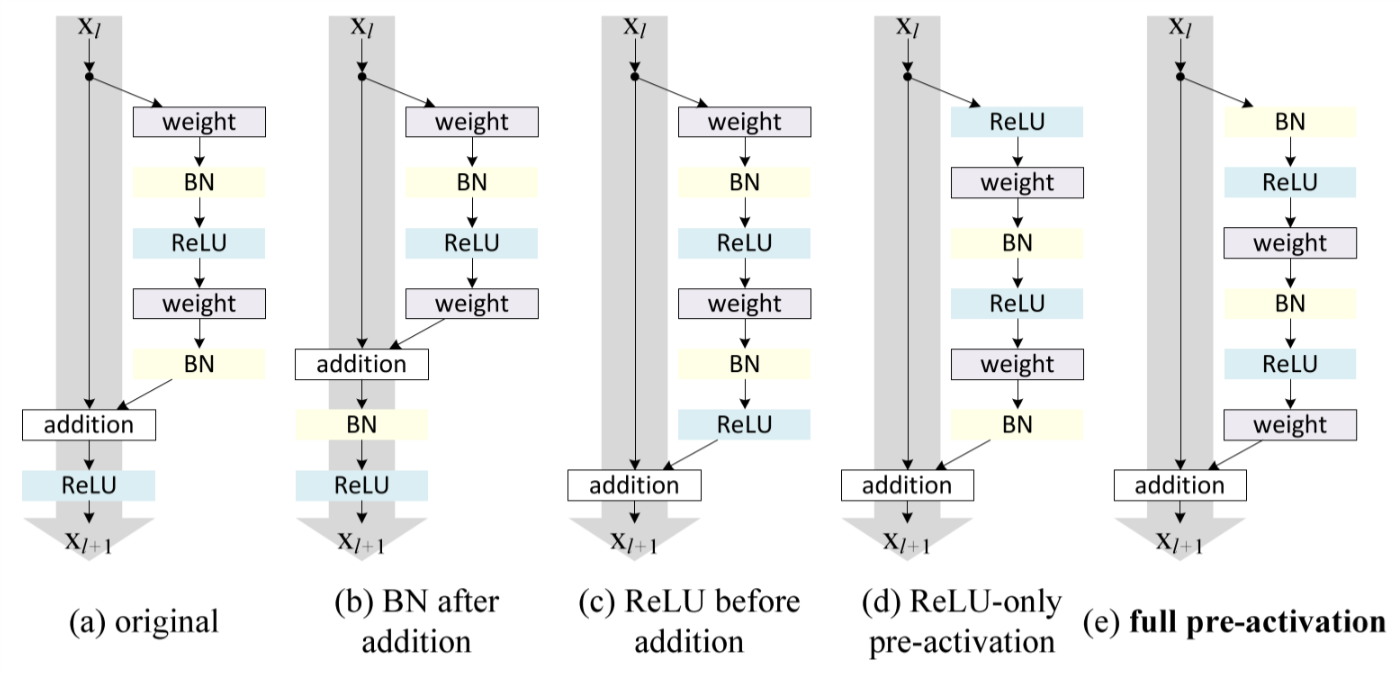 x_l
weight
BN
ReLU
weight
BN
addition
ReLU
x_{l+1}
(a) original
x_l
weight
BN
ReLU
weight
addition
BN
ReLU
x_{l+1}
(b) BN after
addition
x_l
weight
BN
ReLU
weight
BN
ReLU
addition
x_{l+1}
(c) ReLU before
addition
x_l
ReLU
weight
BN
ReLU
weight
BN
addition
x_{l+1}
(d) ReLU-only
pre-activation
x_l
BN
ReLU
weight
BN
ReLU
weight
addition
x_{l+1}
(e) full pre-activation